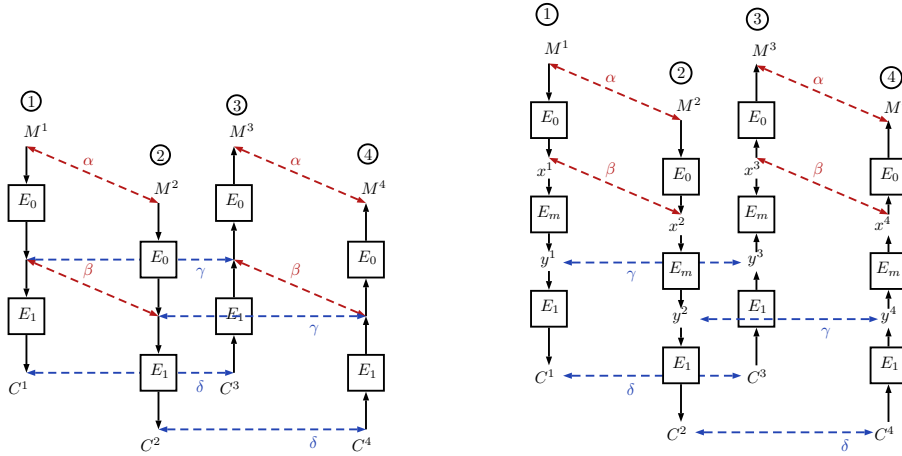 1
3
M^1
M^3
2
4
α
α
M^2
M
1
3
E_0
E_0
M^1
M^3
α
α
2
4
x^1
x^3
E_0
E_0
β
β
M^2
M^4
E_0
E_0
E_m
E_m
x^2
x^4
E_0
E_0
y^1
γ
E_m
y^3
E_m
β
γ
β
E_1
E_1
y^2
γ
y^4
E_1
E_1
γ
C^1
δ
E_1
C^3
E_1
C^1
E_1
δ
C^3
E_1
C^2
δ
C^4
C^2
δ
C^4